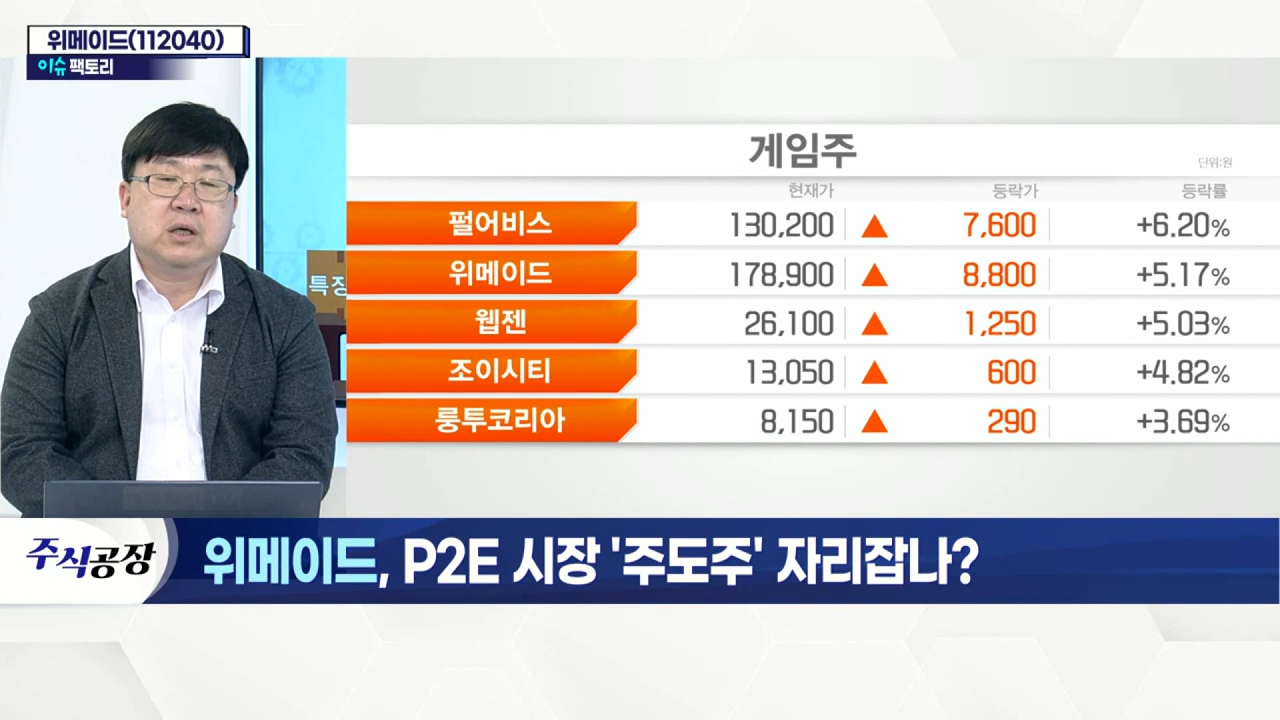 위메이드(112040)
이슈 팩토리
특징
게임주
단위:원
현재가 등락가 등락률
펄어비스 130,200 ▲ 7,600 +6.20%
위메이드 178,900 ▲ 8,800 +5.17%
웹젠 26,100 ▲ 1,250 +5.03%
조이시티 13,050 ▲ 600 +4.82%
룽투코리아 8,150 ▲ 290 +3.69%
주식공장
위메이드, P2E 시장 '주도주' 자리잡나?